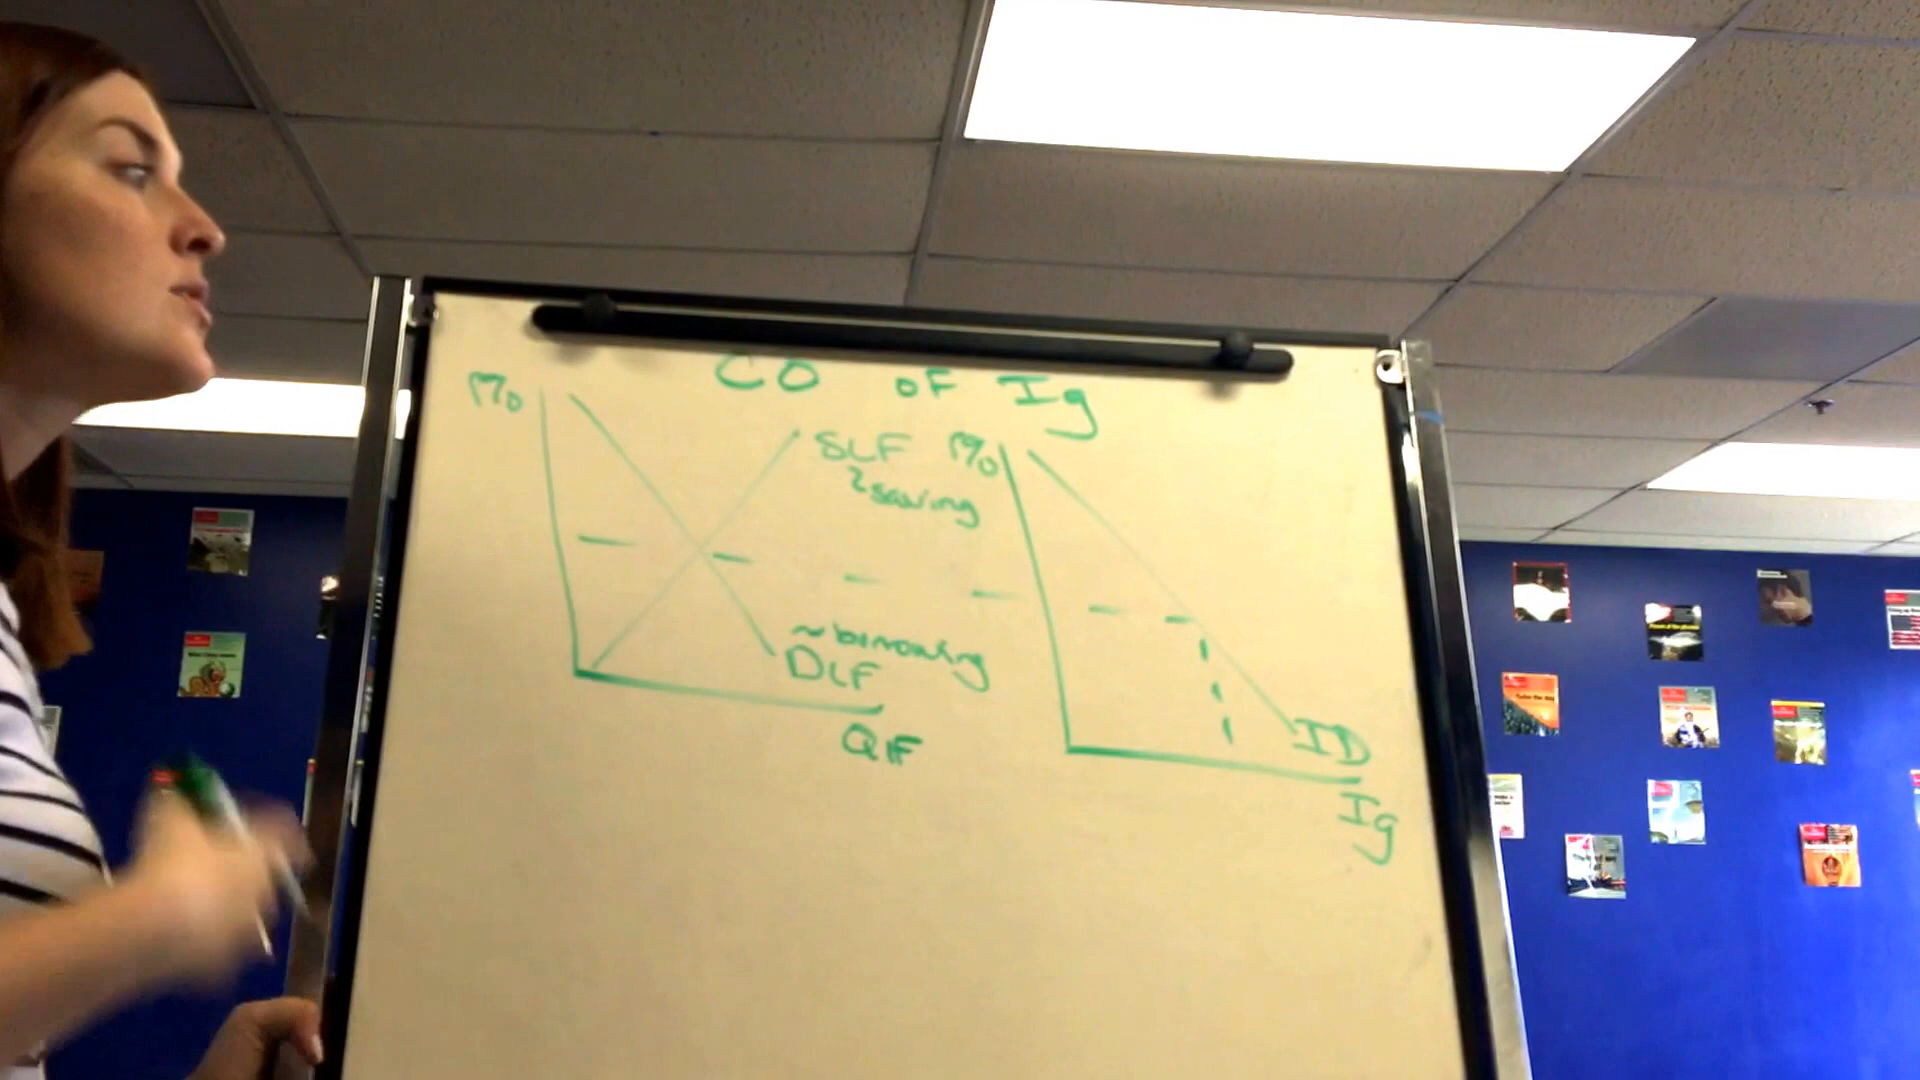 CO OF Ig
r%
SLF
saving
r%
~borrowing
DLF
QLF
ID
Ig